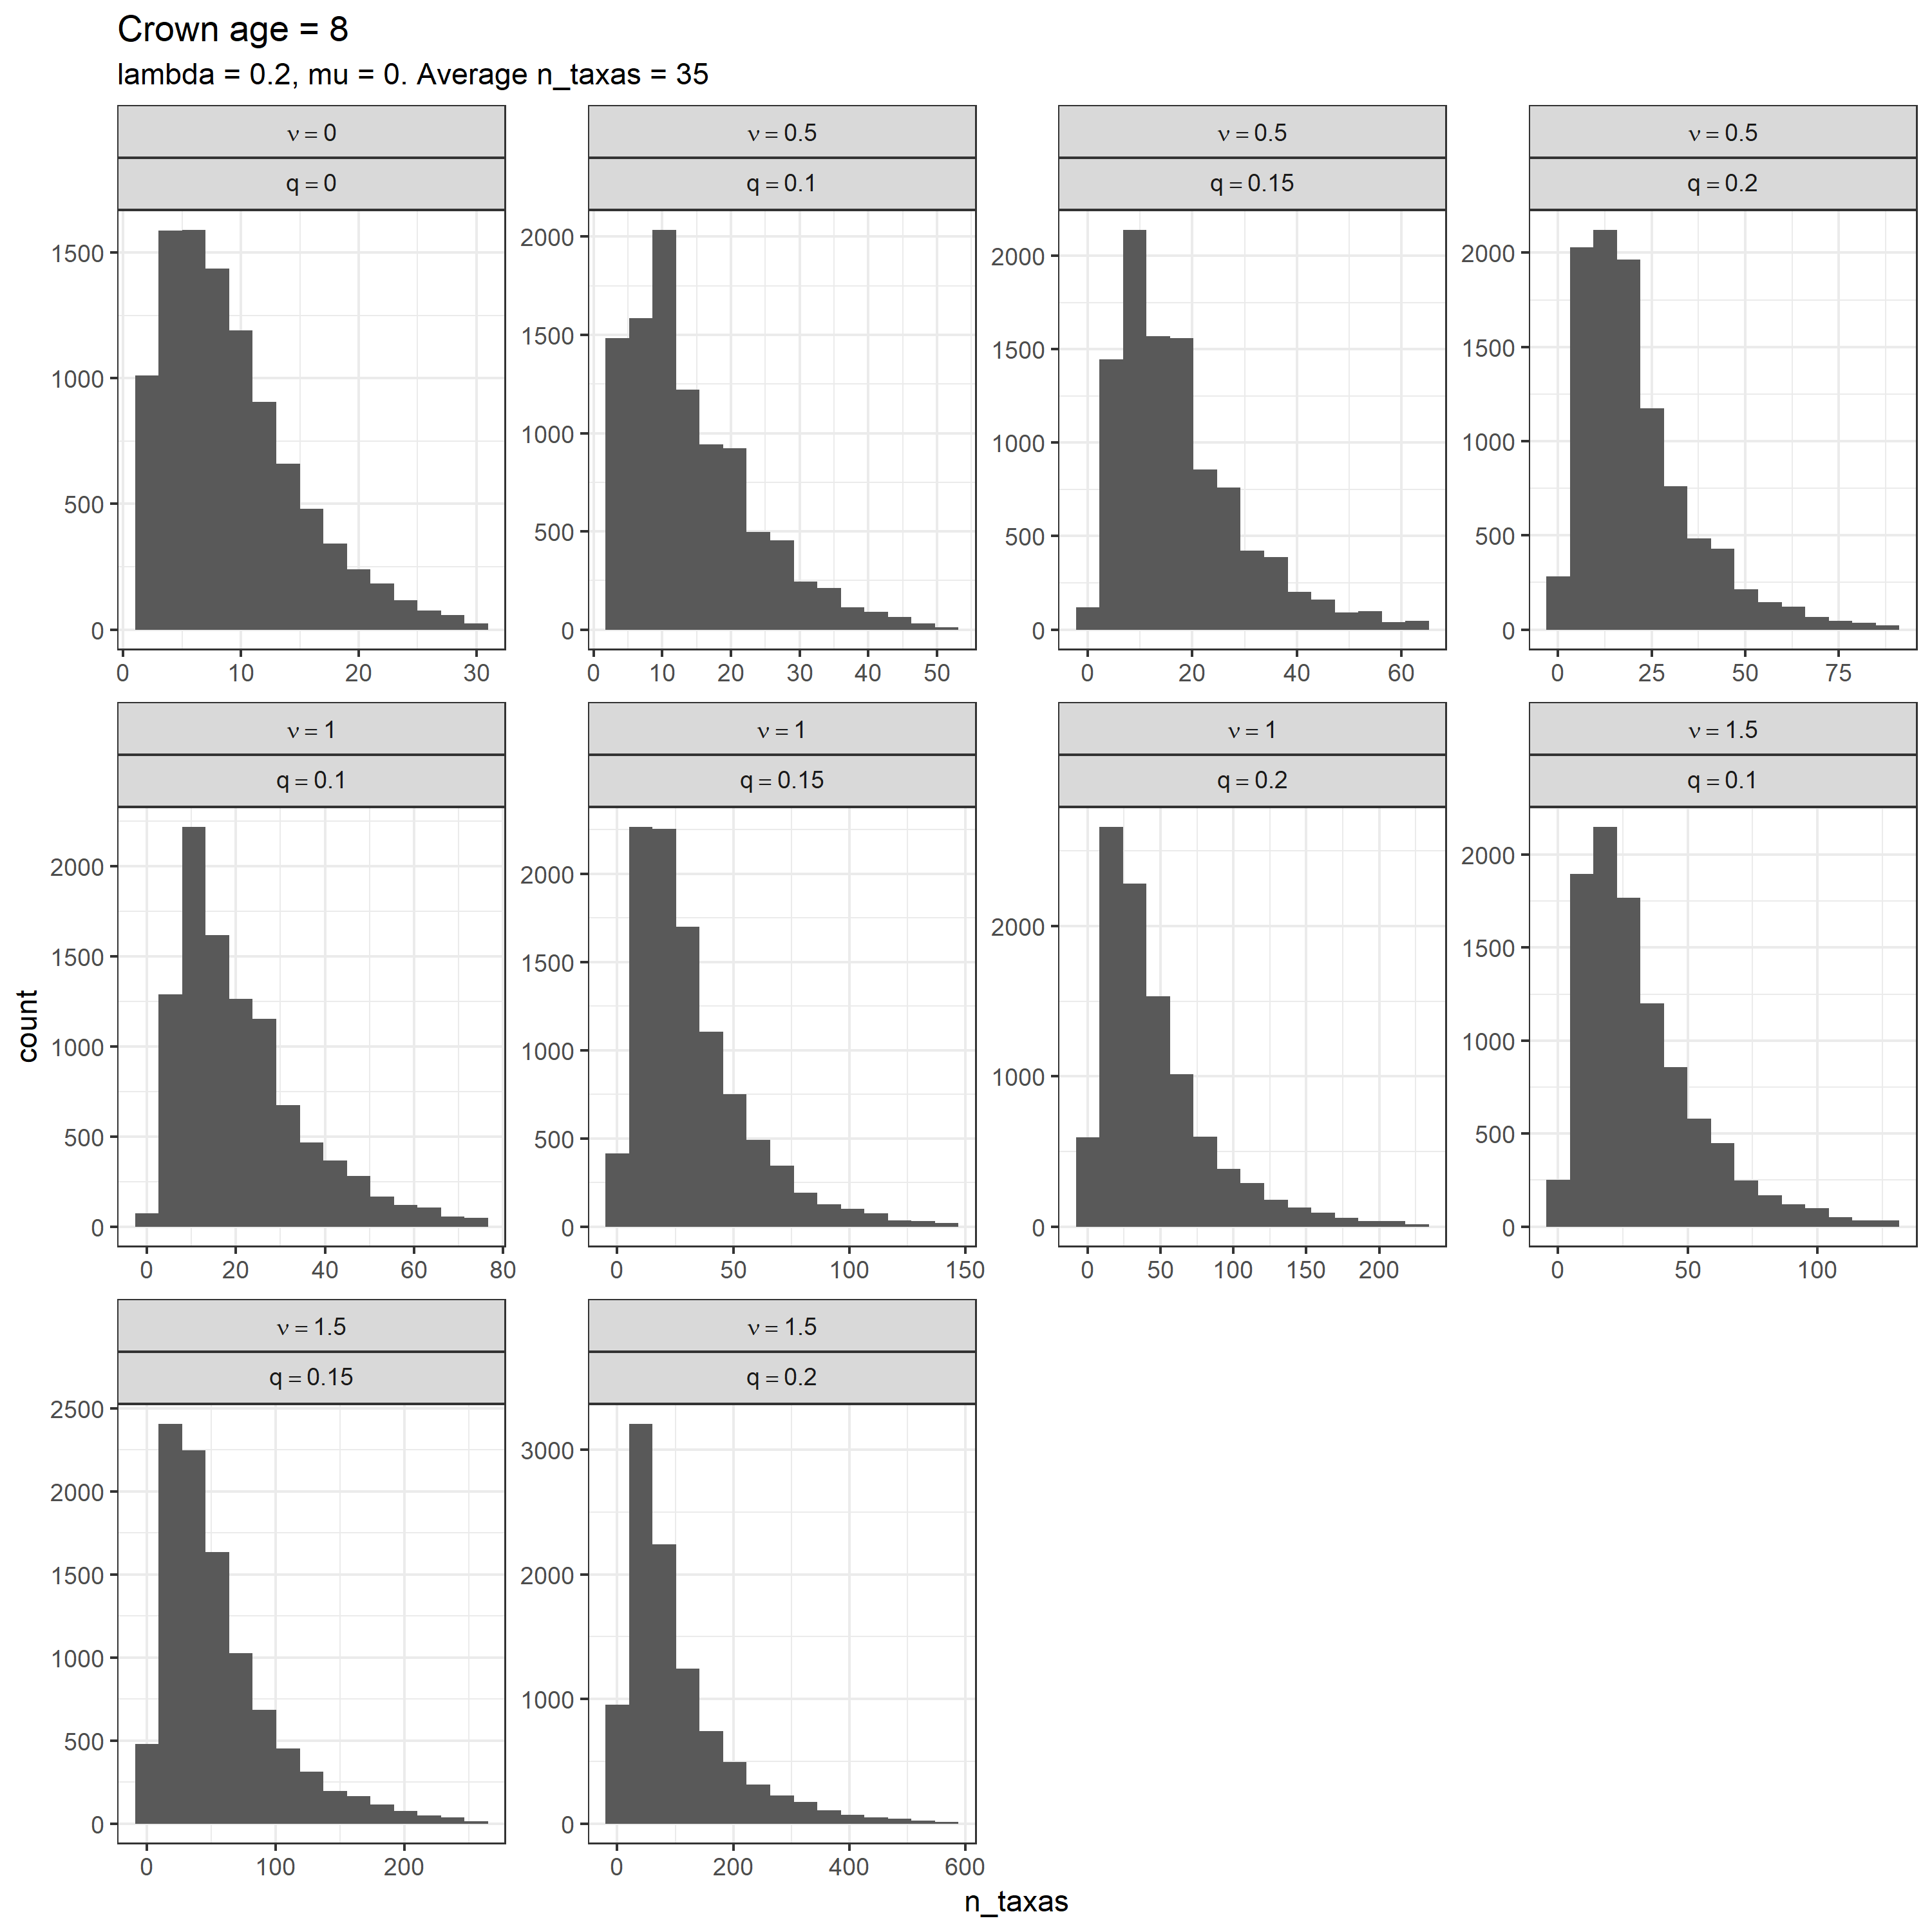 Crown age = 8
lambda = 0.2, mu = 0. Average n_taxas = 35
ν = 0
ν = 0.5
ν = 0.5
ν = 0.5
q = 0
q = 0.1
q = 0.15
q = 0.2
1500
1000
500
0
0 10 20 30
2000
1500
1000
500
0
0 10 20 30 40 50
2000
1500
1000
500
0
0 20 40 60
2000
1500
1000
500
0
0 25 50 75
ν = 1
ν = 1
ν = 1
ν = 1.5
q = 0.1
q = 0.15
q = 0.2
q = 0.1
count
2000
1500
1000
500
0
0 20 40 60 80
2000
1500
1000
500
0
0 50 100 150
2000
1000
0
0 50 100 150 200
2000
1500
1000
500
0
0 50 100
ν = 1.5
ν = 1.5
q = 0.15
q = 0.2
2500
2000
1500
1000
500
0
0 100 200
3000
2000
1000
0
0 200 400 600
n_taxas